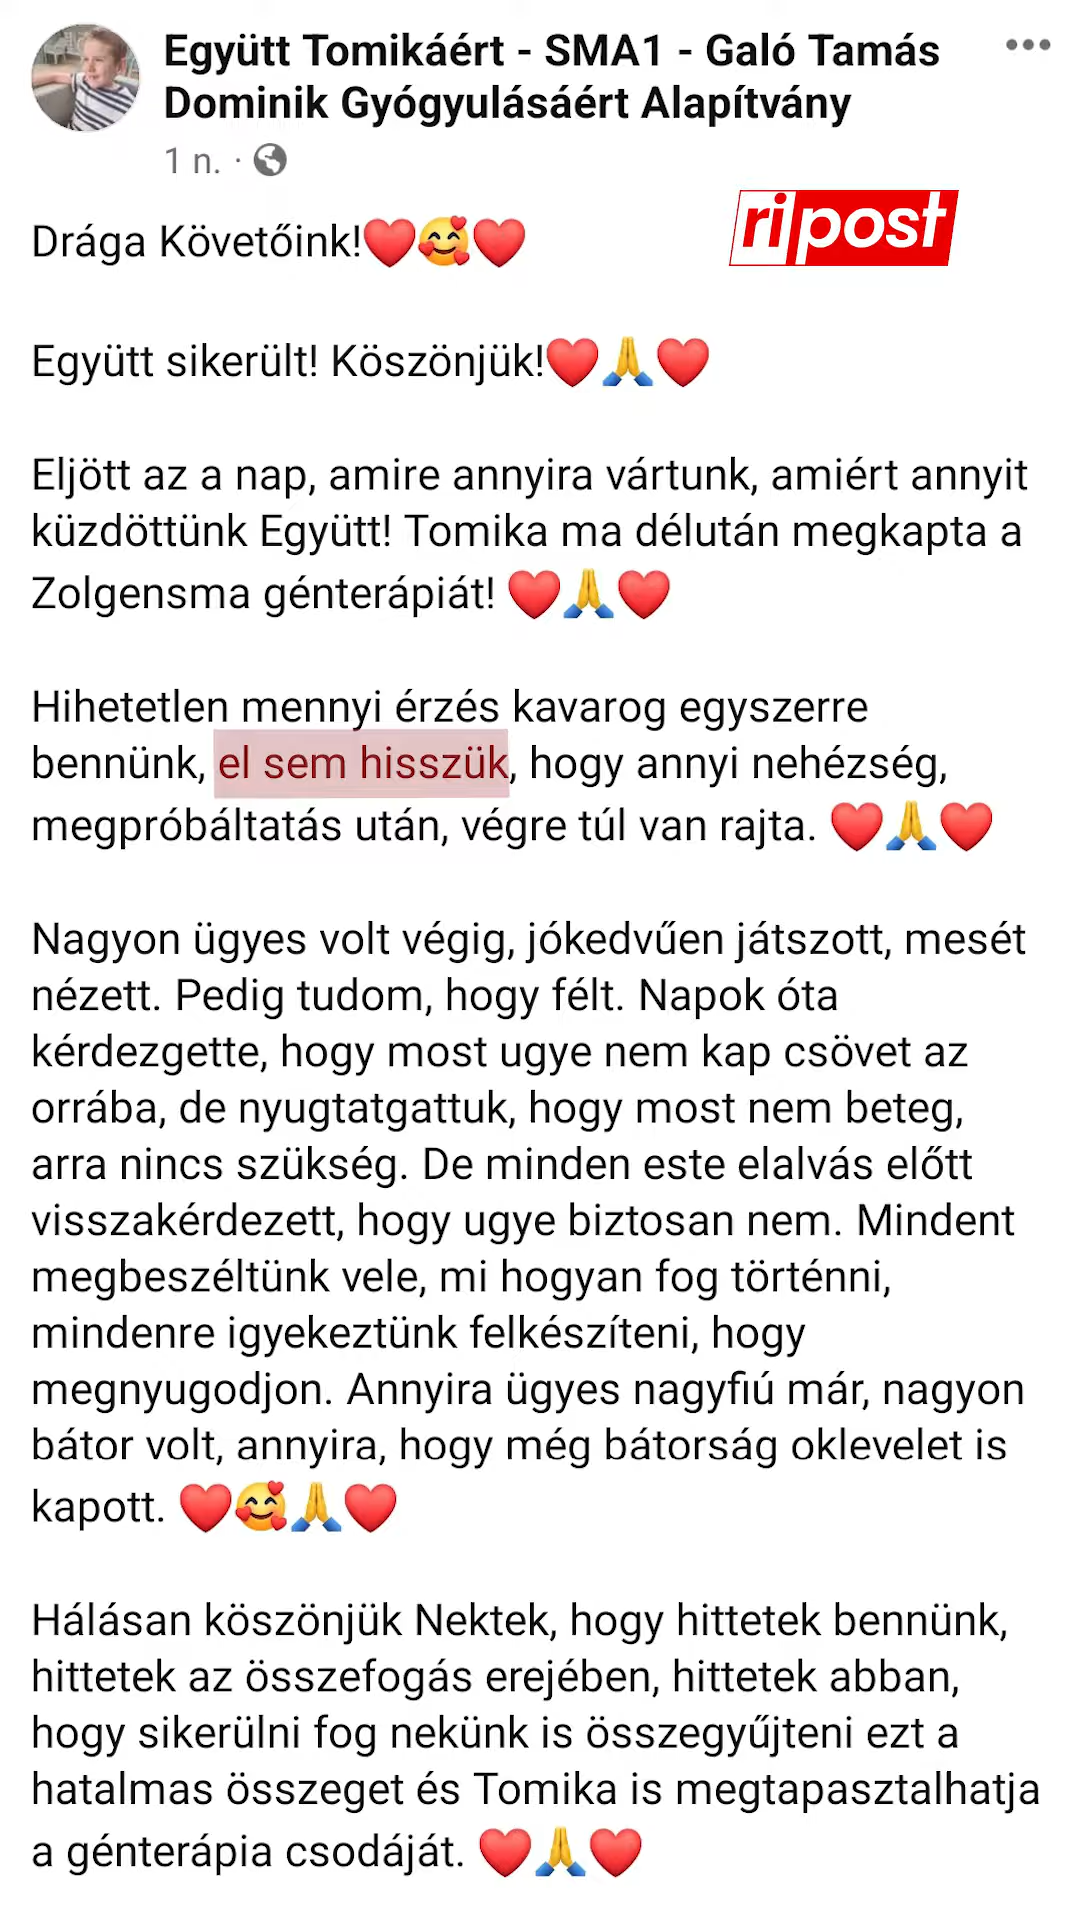 Együtt Tomikáért - SMA1 - Galó Tamás
Dominik Gyógyulásáért Alapítvány
1 n. ·
ripost
Drága Követőink!❤️🥰❤️
Együtt sikerült! Köszönjük!❤️🙏❤️
Eljött az a nap, amire annyira vártunk, amiért annyit
küzdöttünk Együtt! Tomika ma délután megkapta a
Zolgensma génterápiát! ❤️🙏❤️
Hihetetlen mennyi érzés kavarog egyszerre
bennünk, el sem hisszük, hogy annyi nehézség,
megpróbáltatás után, végre túl van rajta. ❤️🙏❤️
Nagyon ügyes volt végig, jókedvűen játszott, mesét
nézett. Pedig tudom, hogy félt. Napok óta
kérdezgette, hogy most ugye nem kap csövet az
orrába, de nyugtatgattuk, hogy most nem beteg,
arra nincs szükség. De minden este elalvás előtt
visszakérdezett, hogy ugye biztosan nem. Mindent
megbeszéltünk vele, mi hogyan fog történni,
mindenre igyekeztünk felkészíteni, hogy
megnyugodjon. Annyira ügyes nagyfiú már, nagyon
bátor volt, annyira, hogy még bátorság oklevelet is
kapott. ❤️🥰🙏❤️
Hálásan köszönjük Nektek, hogy hittetek bennünk,
hittetek az összefogás erejében, hittetek abban,
hogy sikerülni fog nekünk is összegyűjteni ezt a
hatalmas összeget és Tomika is megtapasztalhatja
a génterápia csodáját. ❤️🙏❤️